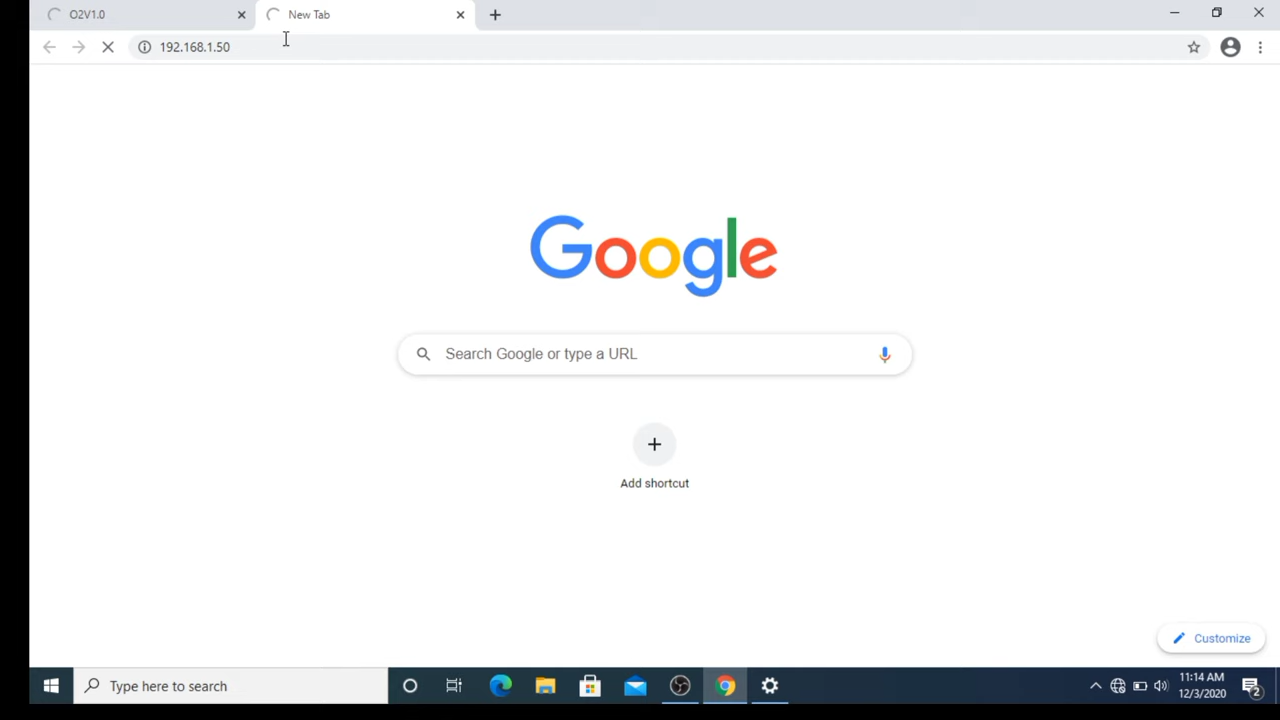 O2V1.0
New Tab
192.168.1.50
Google
Search Google or type a URL
Add shortcut
Customize
Type here to search
11:14 AM
12/3/2020
2